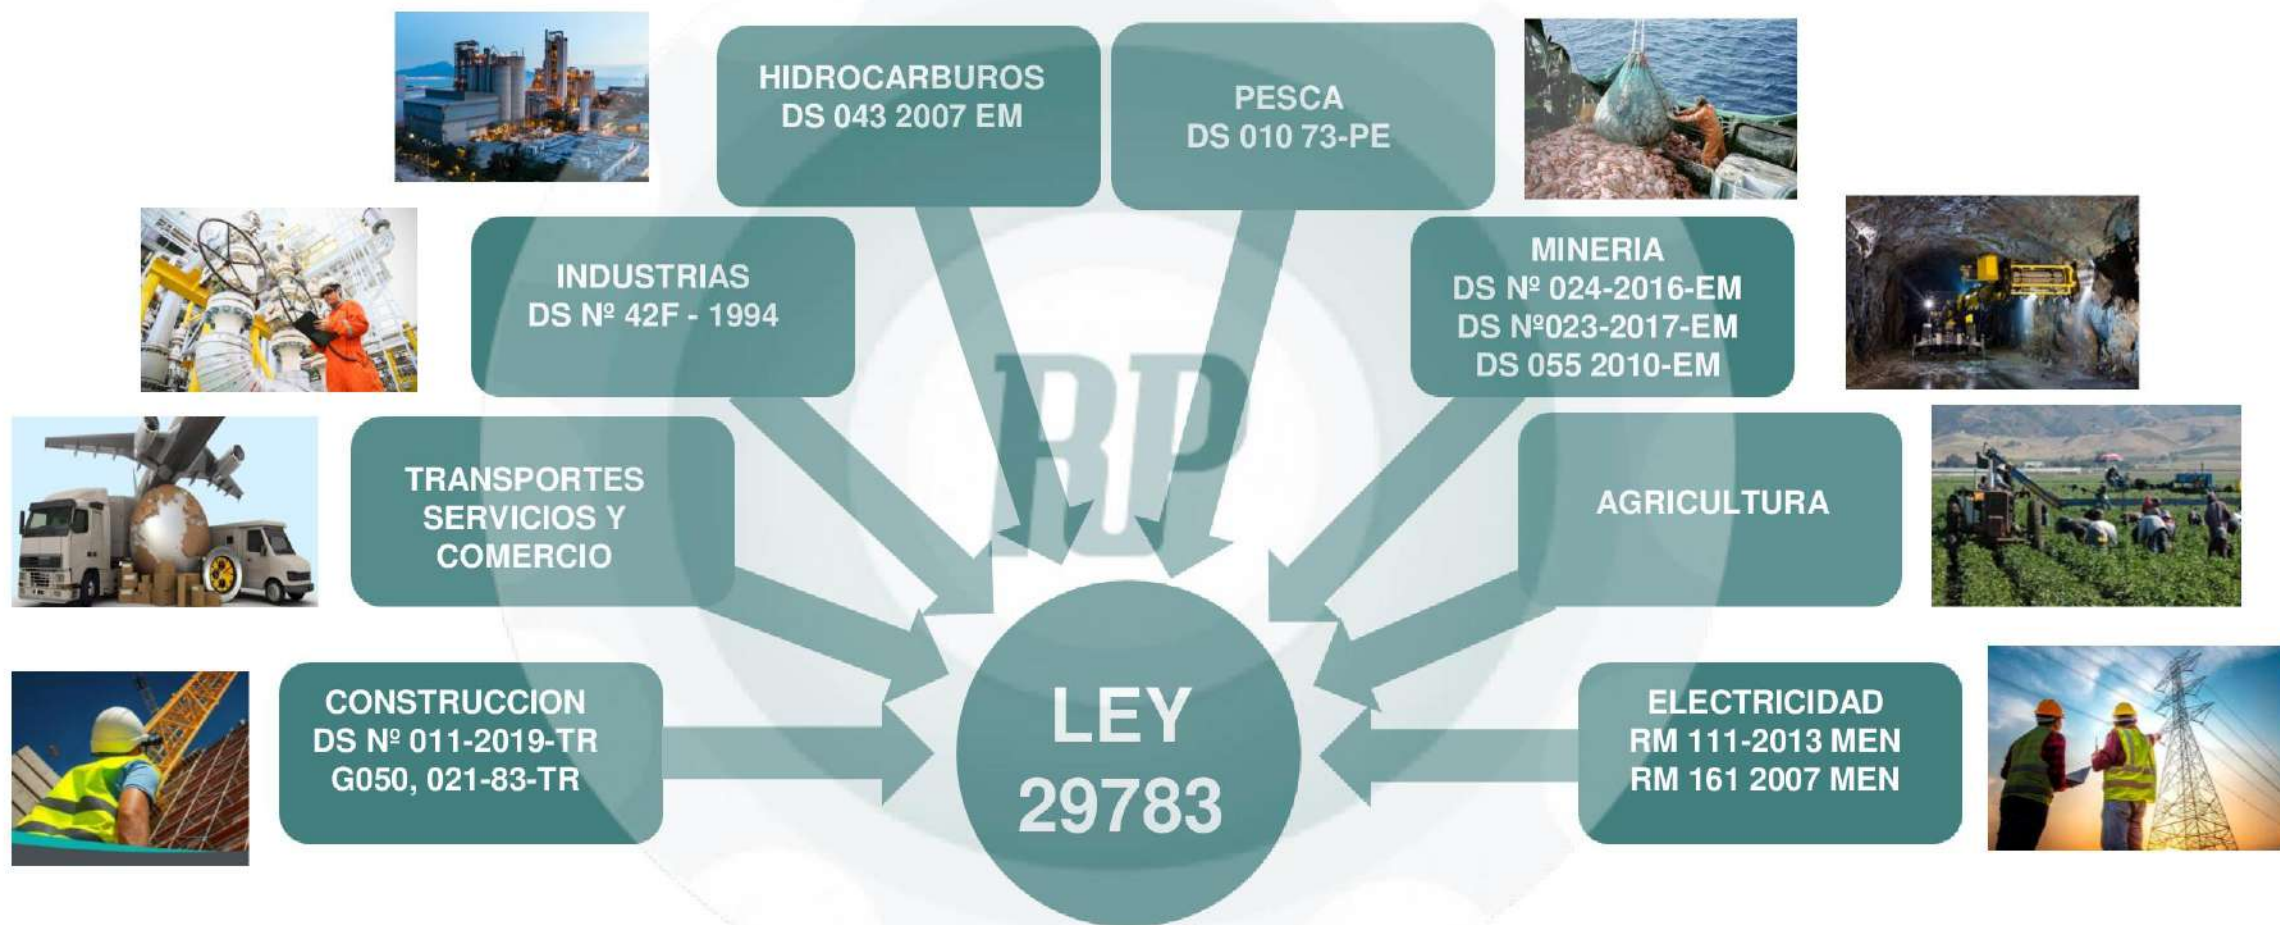 HIDROCARBUROS
DS 043 2007 EM
PESCA
DS 010 73-PE
INDUSTRIAS
DS Nº 42F - 1994
MINERIA
DS Nº 024-2016-EM
DS Nº023-2017-EM
DS 055 2010-EM
TRANSPORTES
SERVICIOS Y
COMERCIO
AGRICULTURA
CONSTRUCCION
DS Nº 011-2019-TR
G050, 021-83-TR
ELECTRICIDAD
RM 111-2013 MEN
RM 161 2007 MEN
LEY
29783
RP